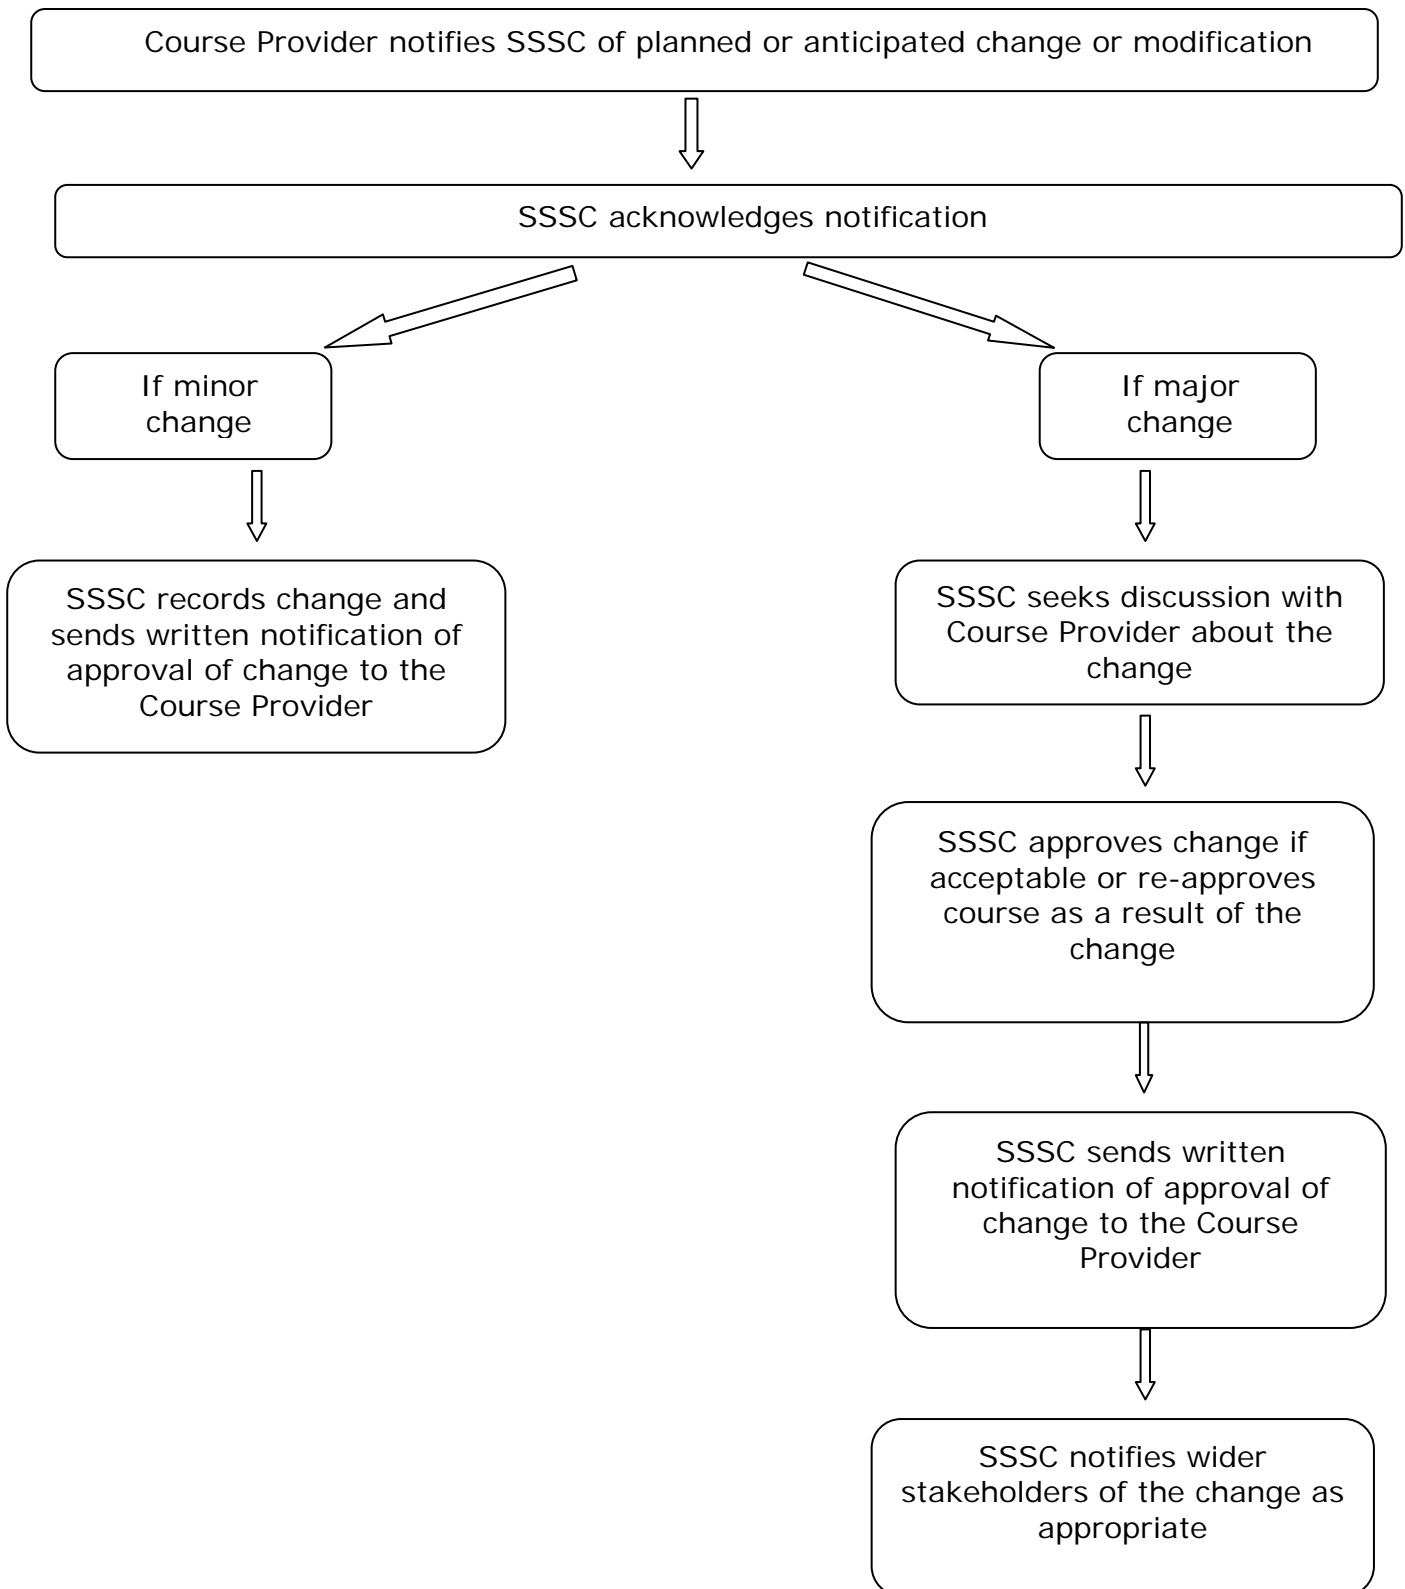 Course Provider notifies SSSC of planned or anticipated change or modification
SSSC acknowledges notification
If minor
change
If major
change
SSSC records change and
sends written notification of
approval of change to the
Course Provider
SSSC seeks discussion with
Course Provider about the
change
SSSC approves change if
acceptable or re-approves
course as a result of the
change
SSSC sends written
notification of approval of
change to the Course
Provider
SSSC notifies wider
stakeholders of the change as
appropriate